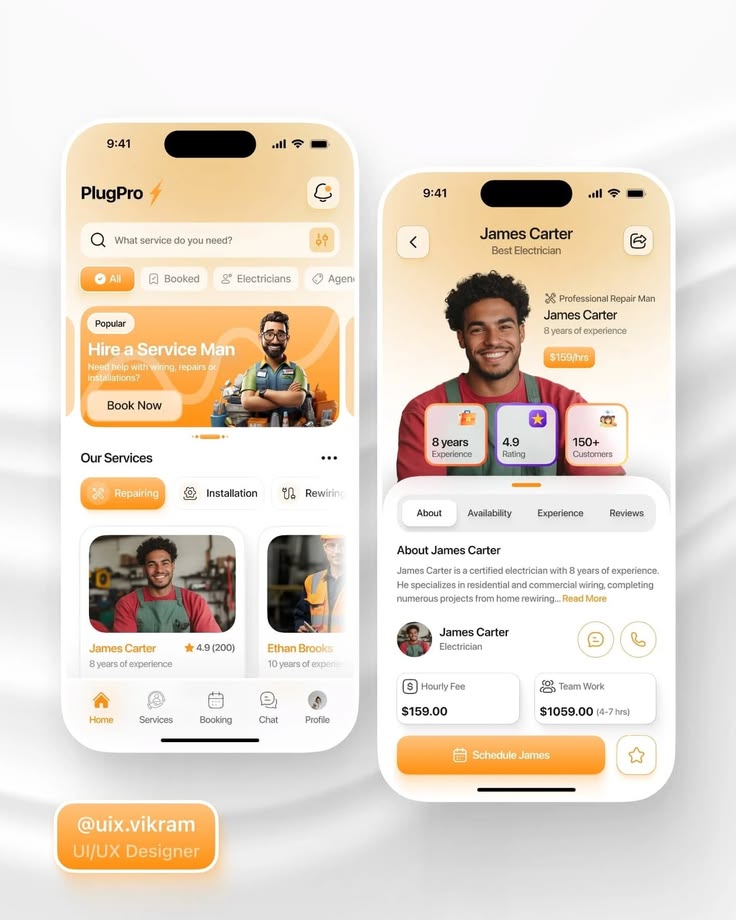 9:41
PlugPro
What service do you need?
All
Booked
Electricians
Agen
Popular
Hire a Service Man
Need help with wiring, repairs or
installations?
Book Now
Our Services
Repairing
Installation
Rewiring
James Carter
4.9 (200)
8 years of experience
Ethan Brooks
10 years of experie
Home
Services
Booking
Chat
Profile
9:41
James Carter
Best Electrician
Professional Repair Man
James Carter
8 years of experience
$159/hrs
8 years
Experience
4.9
Rating
150+
Customers
About
Availability
Experience
Reviews
About James Carter
James Carter is a certified electrician with 8 years of experience.
He specializes in residential and commercial wiring, completing
numerous projects from home rewiring... Read More
James Carter
Electrician
Hourly Fee
$159.00
Team Work
$1059.00 (4-7 hrs)
Schedule James
@uix.vikram
UI/UX Designer